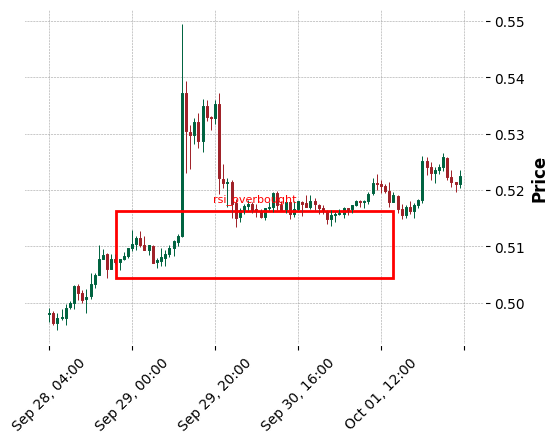 0.55
0.54
0.53
0.52
0.51
0.50
Price
rsi_overbought
Sep 28, 04:00
Sep 29, 00:00
Sep 29, 20:00
Sep 30, 16:00
Oct 01, 12:00